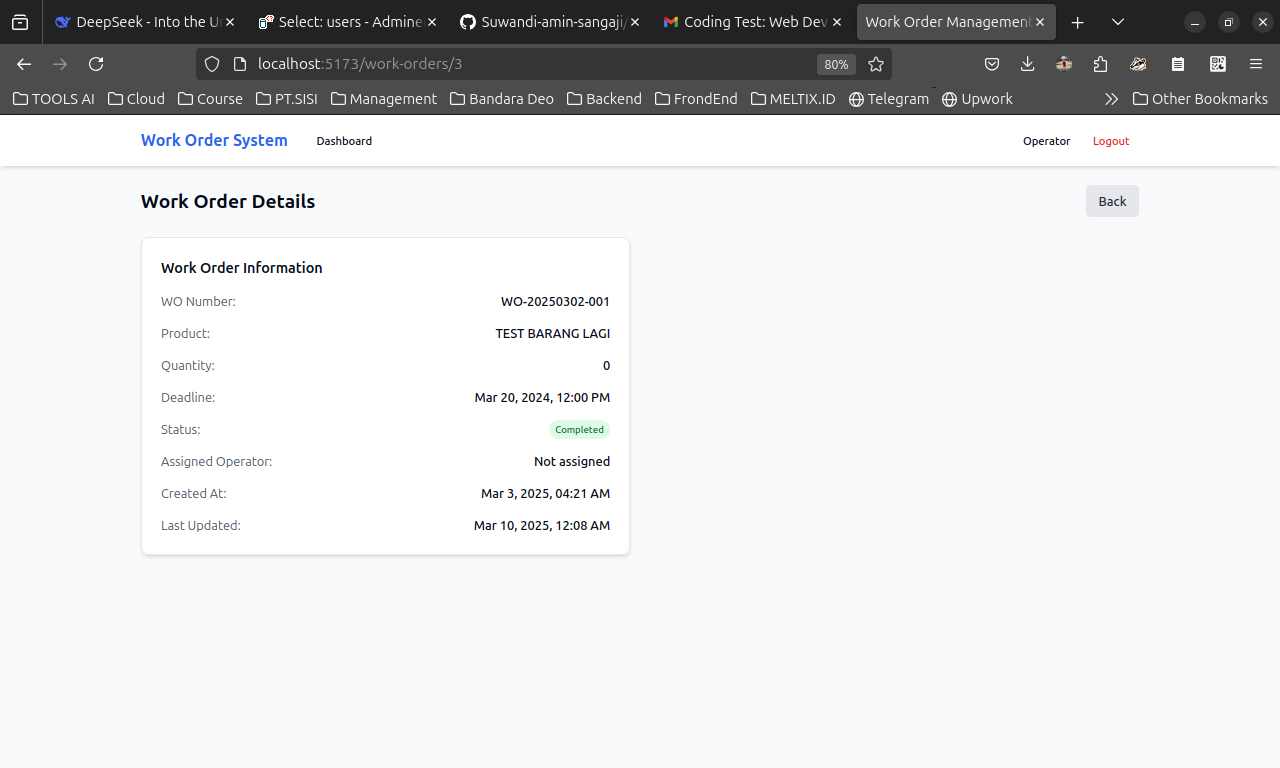 DeepSeek - Into the Un
Select: users - Admine
Suwandi-amin-sangaji/
Coding Test: Web Dev
Work Order Management
localhost:5173/work-orders/3
80%
TOOLS AI
Cloud
Course
PT.SISI
Management
Bandara Deo
Backend
FrondEnd
MELTIX.ID
Telegram
Upwork
Other Bookmarks
Work Order System
Dashboard
Operator
Logout
Work Order Details
Back
Work Order Information
WO Number: WO-20250302-001
Product: TEST BARANG LAGI
Quantity: 0
Deadline: Mar 20, 2024, 12:00 PM
Status: Completed
Assigned Operator: Not assigned
Created At: Mar 3, 2025, 04:21 AM
Last Updated: Mar 10, 2025, 12:08 AM